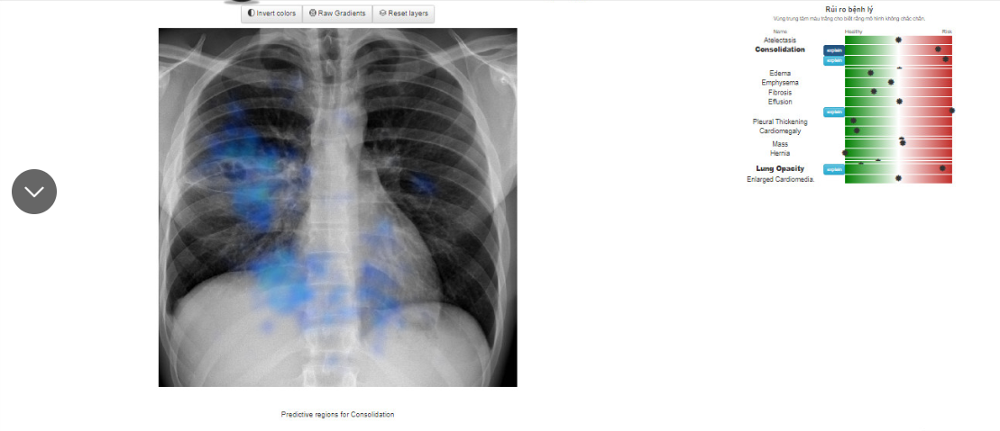 Invert colors Raw Gradients Reset layers
Rủi ro bệnh lý
Vùng trung tâm màu trắng cho biết rằng mô hình không chắc chắn.
Name Healthy Risk
Atelectasis
Consolidation explain
explain
Edema
Emphysema
Fibrosis
Effusion
explain
Pleural Thickening
Cardiomegaly
Mass
Hernia
Lung Opacity explain
Enlarged Cardiomedia.
Predictive regions for Consolidation